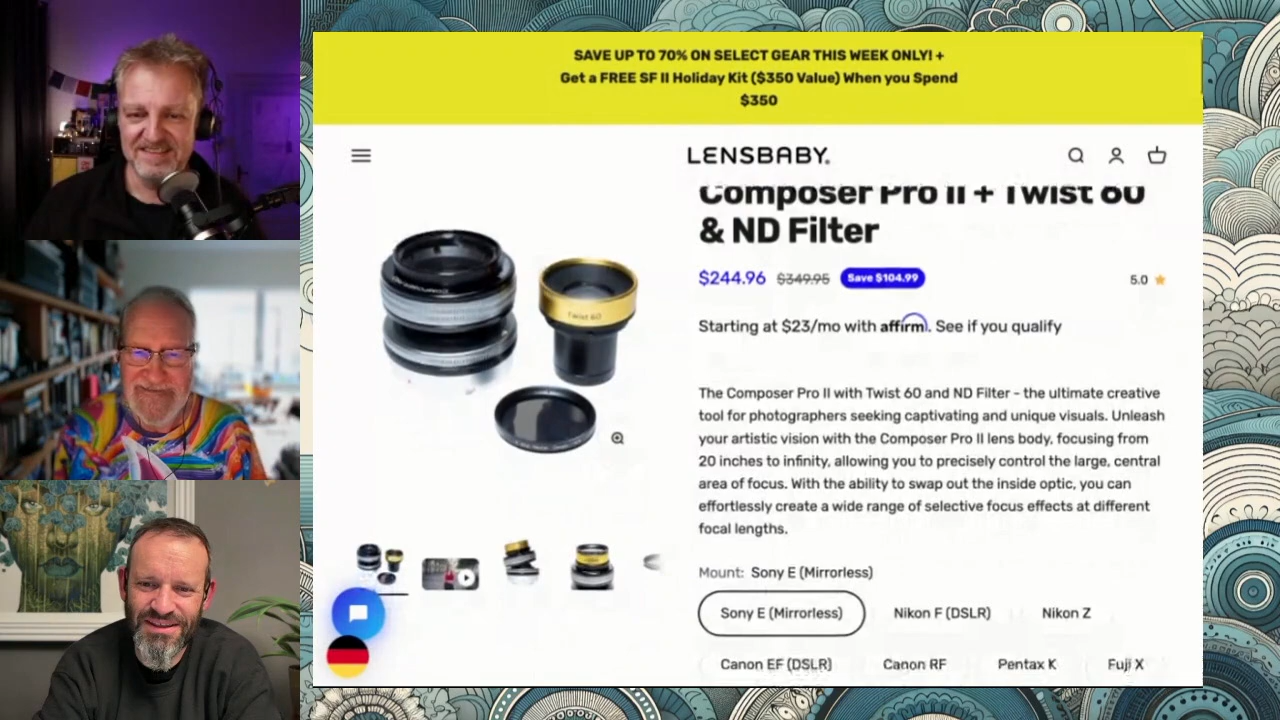 SAVE UP TO 70% ON SELECT GEAR THIS WEEK ONLY! +
Get a FREE SF II Holiday Kit ($350 Value) When you Spend
$350
LENSBABY.
Composer Pro II + Twist 60
& ND Filter
$244.96 $349.95 Save $104.99 5.0
Starting at $23/mo with affirm. See if you qualify
The Composer Pro II with Twist 60 and ND Filter - the ultimate creative
tool for photographers seeking captivating and unique visuals. Unleash
your artistic vision with the Composer Pro II lens body, focusing from
20 inches to infinity, allowing you to precisely control the large, central
area of focus. With the ability to swap out the inside optic, you can
effortlessly create a wide range of selective focus effects at different
focal lengths.
Mount: Sony E (Mirrorless)
Sony E (Mirrorless) Nikon F (DSLR) Nikon Z
Canon EF (DSLR) Canon RF Pentax K Fuji X
Twist 60